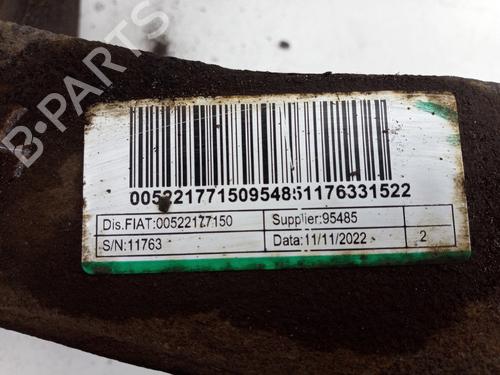 B-PARTS
00522177150954851176331522
Dis.FIAT:00522177150 Supplier:95485
S/N:11763 Data:11/11/2022 2